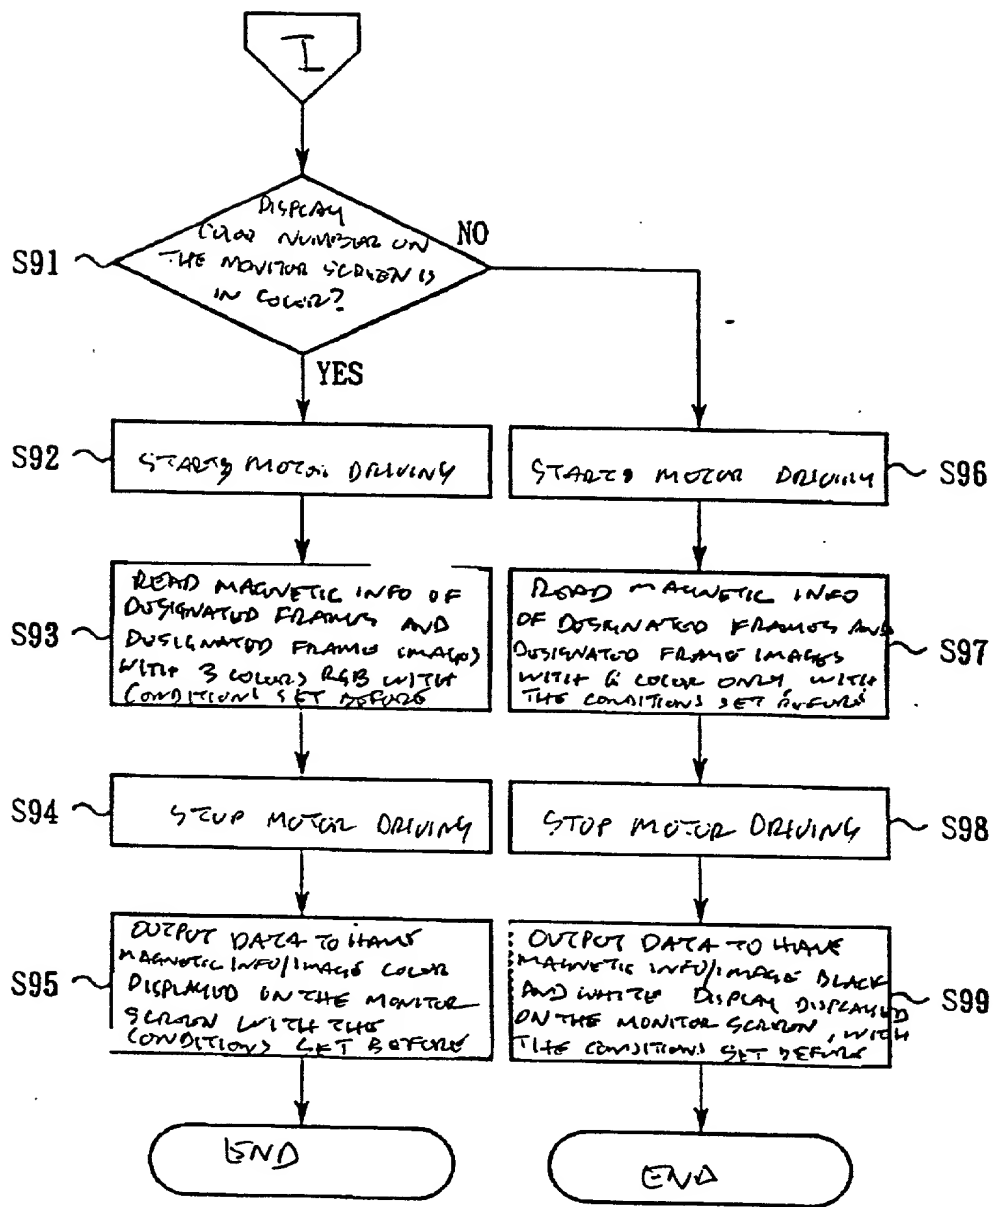 I
DISPLAY
COLOR NUMBER ON
THE MONITOR SCREEN IS
IN COLOR?
NO
S91
YES
S92
STARTS MOTOR DRIVING
STARTS MOTOR DRIVING
S96
S93
READ MAGNETIC INFO OF
DESIGNATED FRAMES AND
DESIGNATED FRAME IMAGES
WITH 3 COLORS RGB WITH
CONDITIONS SET BEFORE
READ MAGNETIC INFO
OF DESIGNATED FRAMES AND
DESIGNATED FRAME IMAGES
WITH G COLOR ONLY, WITH
THE CONDITIONS SET BEFORE
S97
S94
STOP MOTOR DRIVING
STOP MOTOR DRIVING
S98
S95
OUTPUT DATA TO HAVE
MAGNETIC INFO/IMAGE COLOR
DISPLAYED ON THE MONITOR
SCREEN WITH THE
CONDITIONS SET BEFORE
OUTPUT DATA TO HAVE
MAGNETIC INFO/IMAGE BLACK
AND WHITE DISPLAY DISPLAYED
ON THE MONITOR SCREEN, WITH
THE CONDITIONS SET BEFORE
S99
END
END